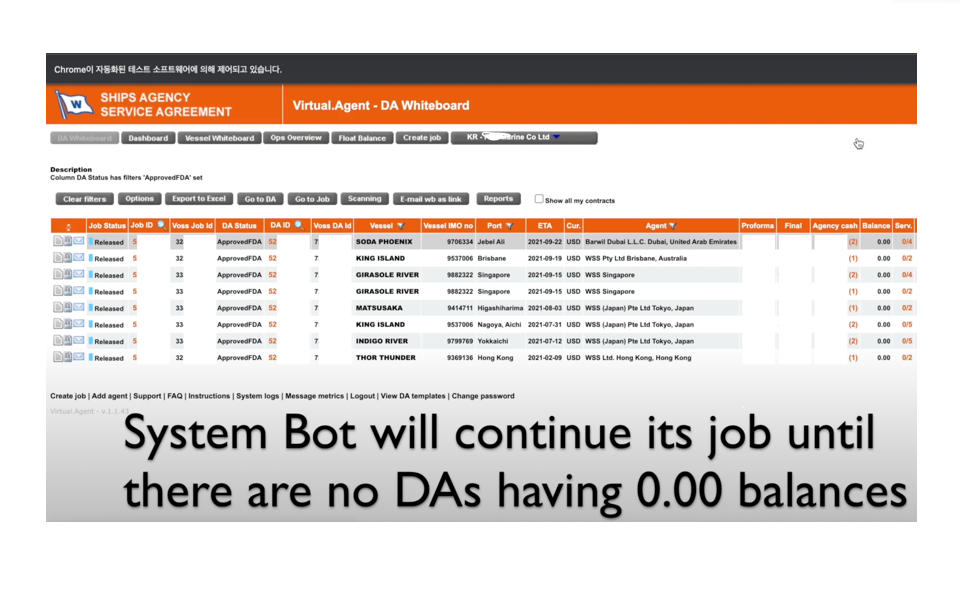 Chrome이 자동화된 테스트 소프트웨어에 의해 제어되고 있습니다.
W
SHIPS AGENCY
SERVICE AGREEMENT
Virtual.Agent - DA Whiteboard
DA Whiteboard Dashboard Vessel Whiteboard Ops Overview Float Balance Create job KR - Marine Co Ltd
Description
Column DA Status has filters 'ApprovedFDA' set
Clear filters Options Export to Excel Go to DA Go to Job Scanning E-mail wb as link Reports Show all my contracts
Job Status Job ID Voss Job Id DA Status DA ID Voss DA Id Vessel Vessel IMO no Port ETA Cur. Agent Proforma Final Agency cash Balance Serv.
Released 5 32 ApprovedFDA 52 7 SODA PHOENIX 9706334 Jebel Ali 2021-09-22 USD Barwil Dubai L.L.C. Dubai, United Arab Emirates (2) 0.00 0/4
Released 5 32 ApprovedFDA 52 7 KING ISLAND 9537006 Brisbane 2021-09-19 USD WSS Pty Ltd Brisbane, Australia (1) 0.00 0/2
Released 5 33 ApprovedFDA 52 7 GIRASOLE RIVER 9882322 Singapore 2021-09-15 USD WSS Singapore (2) 0.00 0/4
Released 5 33 ApprovedFDA 52 7 GIRASOLE RIVER 9882322 Singapore 2021-09-15 USD WSS Singapore (1) 0.00 0/2
Released 5 33 ApprovedFDA 52 7 MATSUSAKA 9414711 Higashiharima 2021-08-03 USD WSS (Japan) Pte Ltd Tokyo, Japan (1) 0.00 0/2
Released 5 33 ApprovedFDA 52 7 KING ISLAND 9537006 Nagoya, Aichi 2021-07-31 USD WSS (Japan) Pte Ltd Tokyo, Japan (2) 0.00 0/5
Released 5 33 ApprovedFDA 52 7 INDIGO RIVER 9799769 Yokkaichi 2021-07-12 USD WSS (Japan) Pte Ltd Tokyo, Japan (2) 0.00 0/5
Released 5 32 ApprovedFDA 52 7 THOR THUNDER 9369136 Hong Kong 2021-02-09 USD WSS Ltd. Hong Kong, Hong Kong (1) 0.00 0/2
Create job | Add agent | Support | FAQ | Instructions | System logs | Message metrics | Logout | View DA templates | Change password
Virtual.Agent - v.1.1.43
System Bot will continue its job until
there are no DAs having 0.00 balances